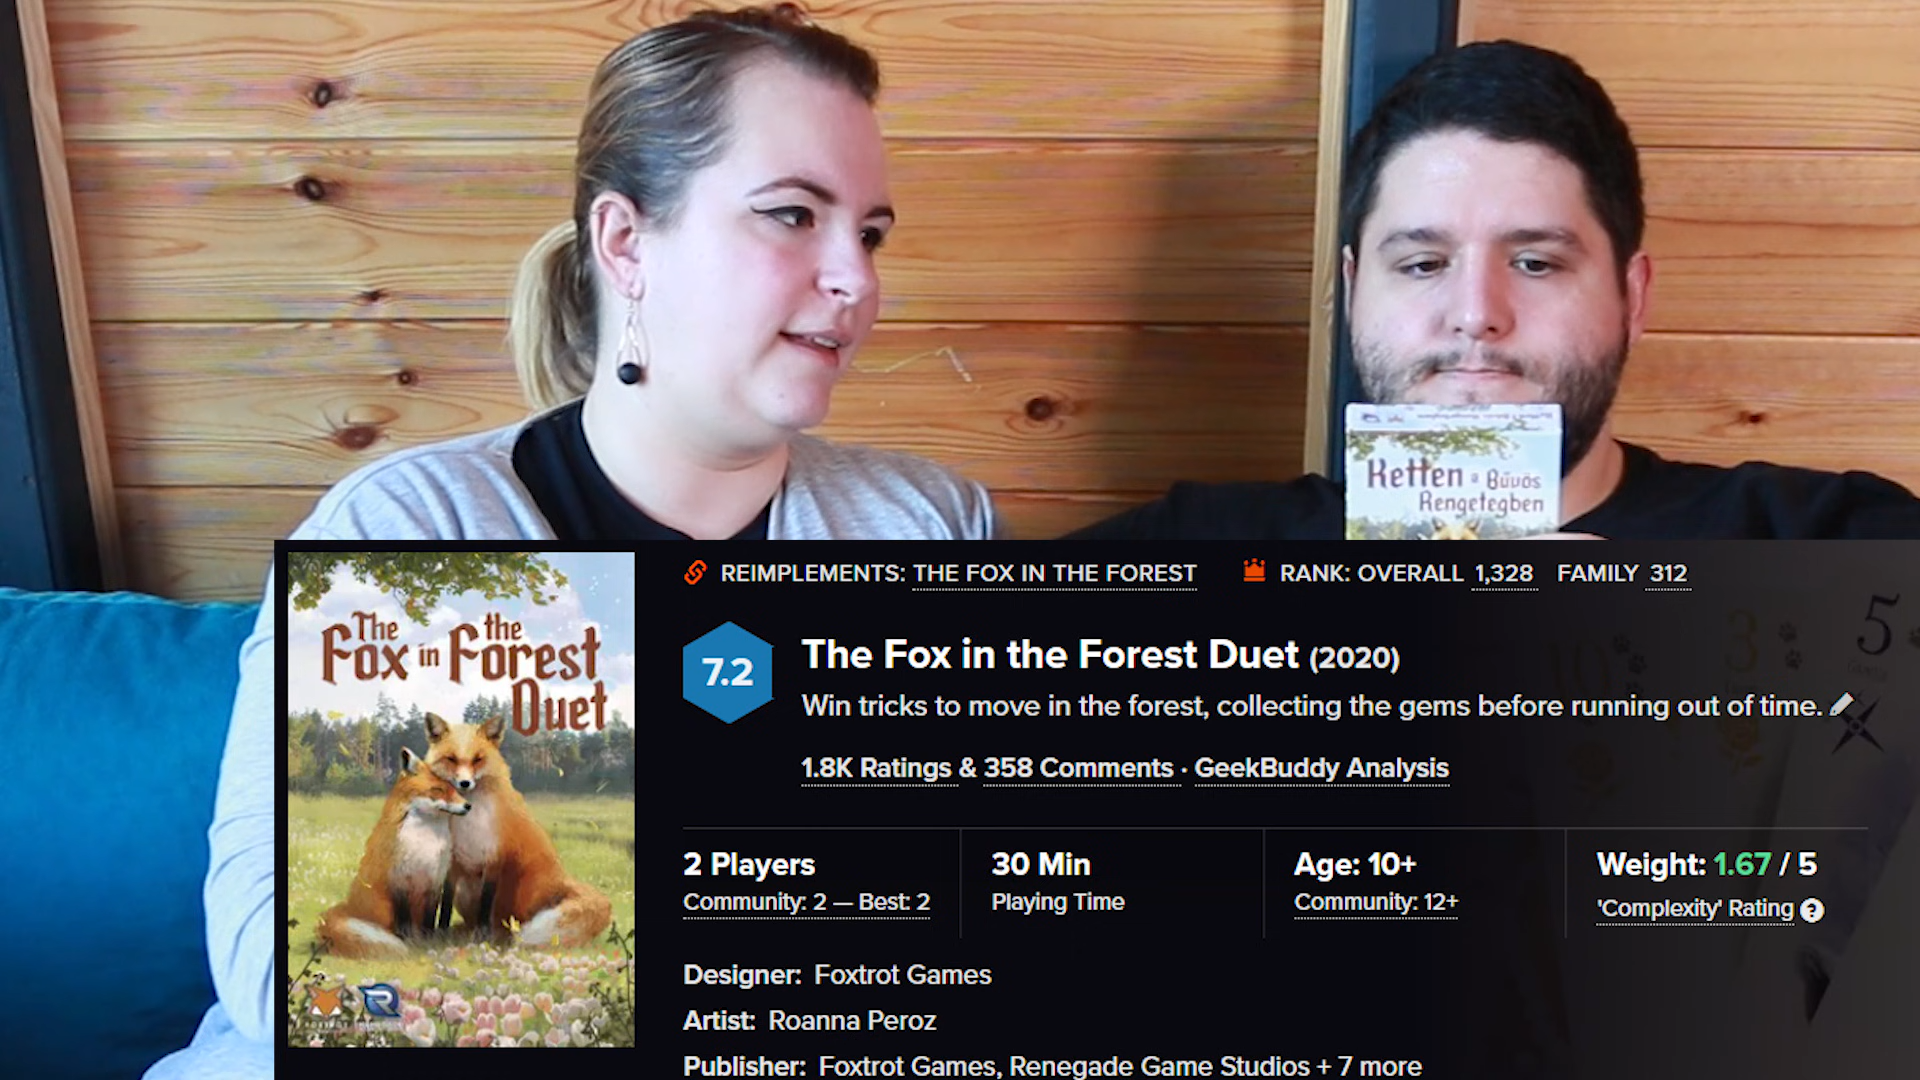 Ketten a Bűvös
Rengetegben
REIMPLEMENTS: THE FOX IN THE FOREST
RANK: OVERALL 1,328 FAMILY 312
The
Fox in the Forest
Duet
7.2
The Fox in the Forest Duet (2020)
Win tricks to move in the forest, collecting the gems before running out of time.
1.8K Ratings & 358 Comments · GeekBuddy Analysis
2 Players
Community: 2 — Best: 2
30 Min
Playing Time
Age: 10+
Community: 12+
Weight: 1.67 / 5
'Complexity' Rating ?
Designer: Foxtrot Games
Artist: Roanna Peroz
Publisher: Foxtrot Games, Renegade Game Studios + 7 more
3
5